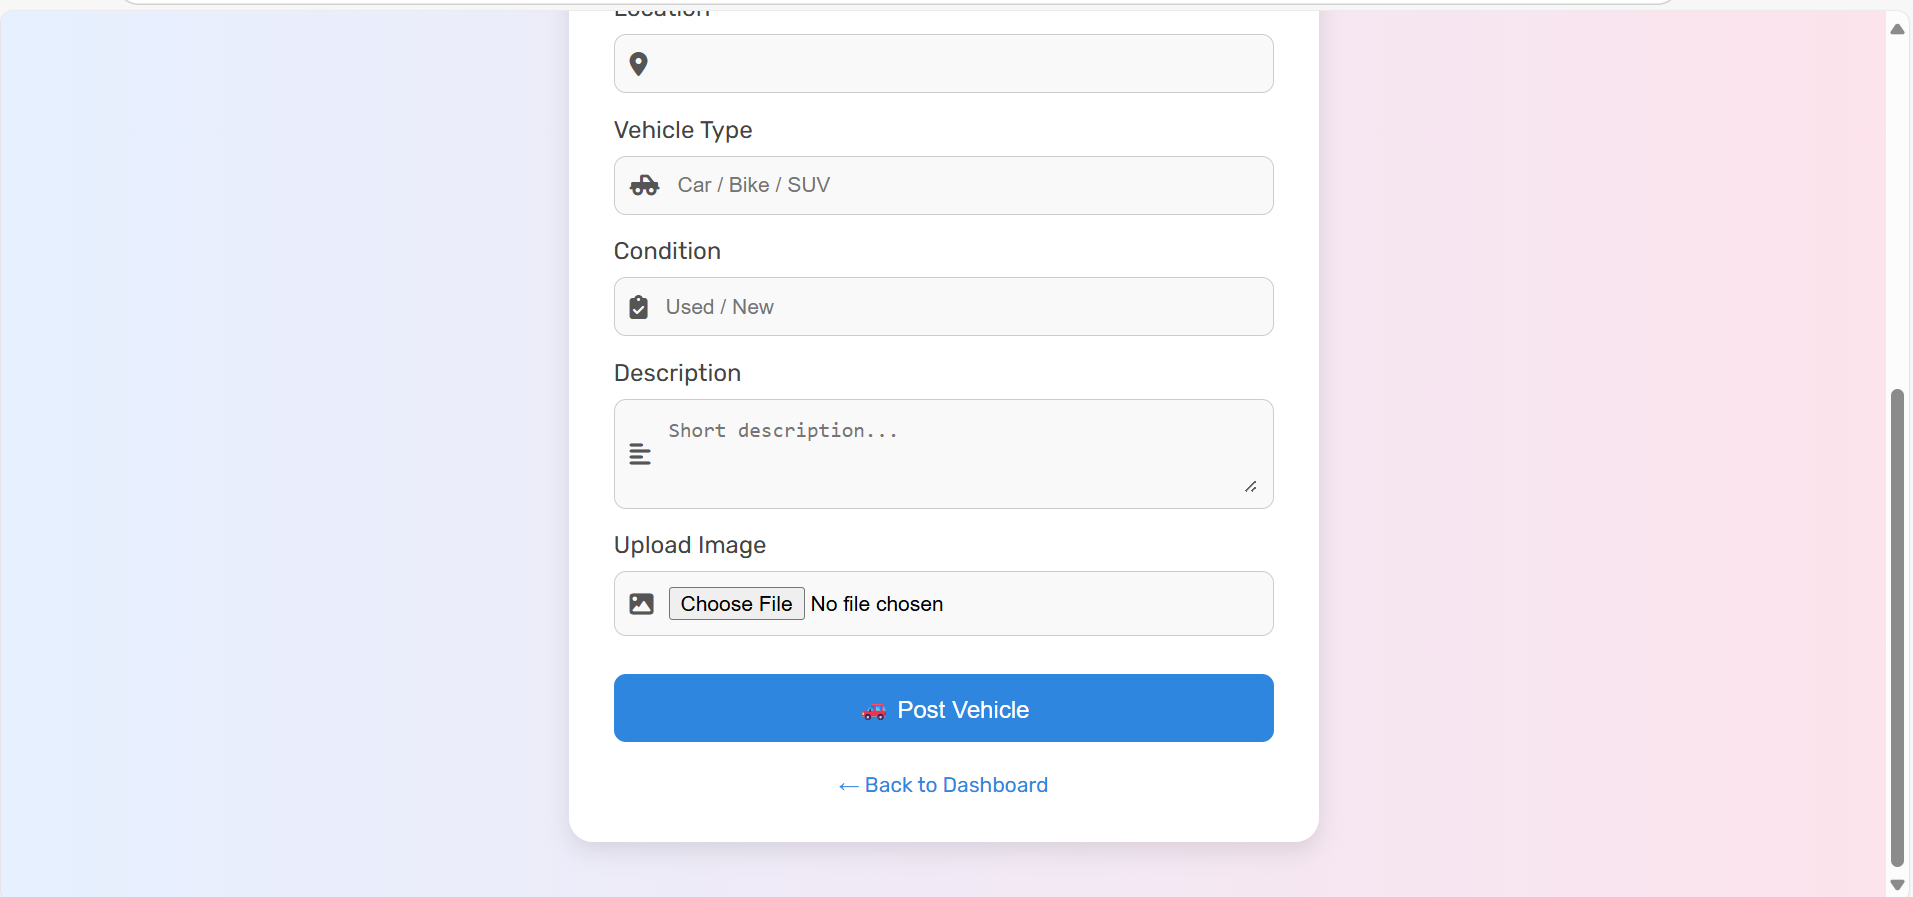 Location
Vehicle Type
Car / Bike / SUV
Condition
Used / New
Description
Short description...
Upload Image
Choose File No file chosen
Post Vehicle
← Back to Dashboard